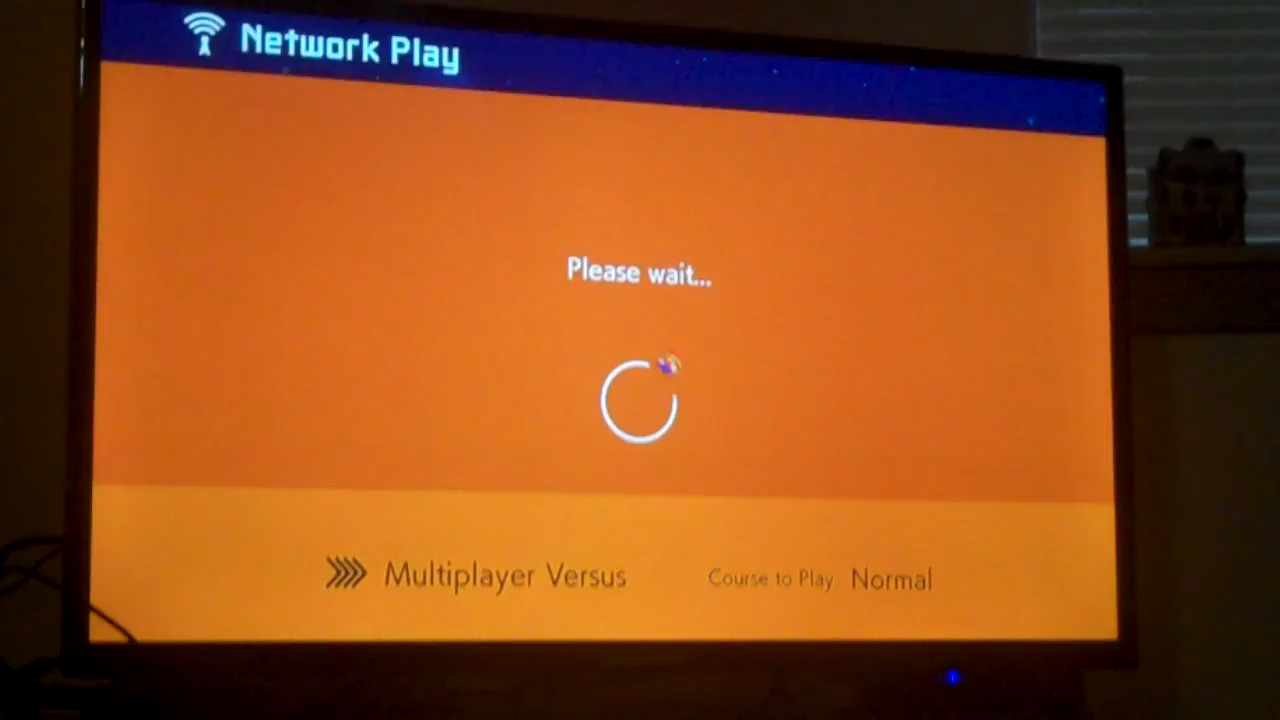 Network Play
Please wait...
Multiplayer Versus
Course to Play Normal